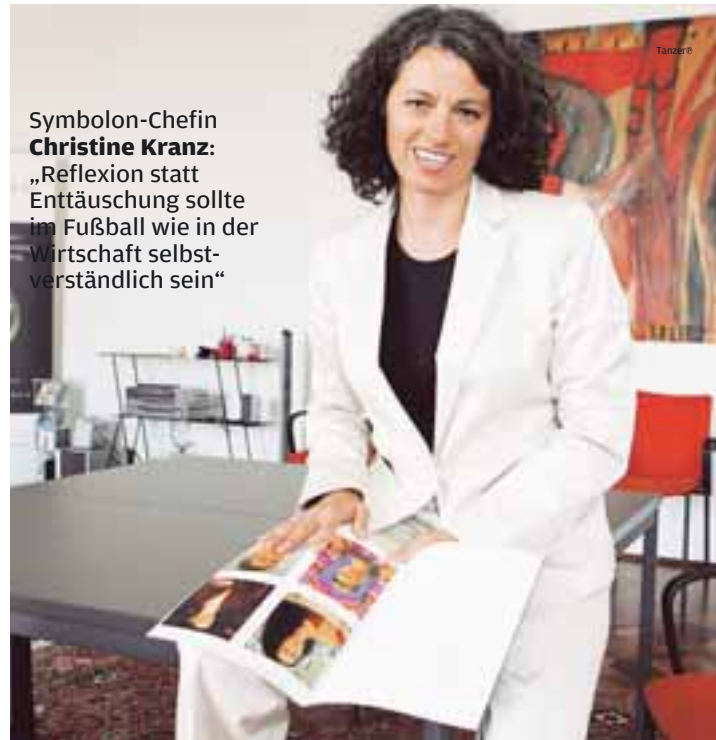 Tanzer®
Symbolon-Chefin
Christine Kranz:
„Reflexion statt
Enttäuschung sollte
im Fußball wie in der
Wirtschaft selbst-
verständlich sein“